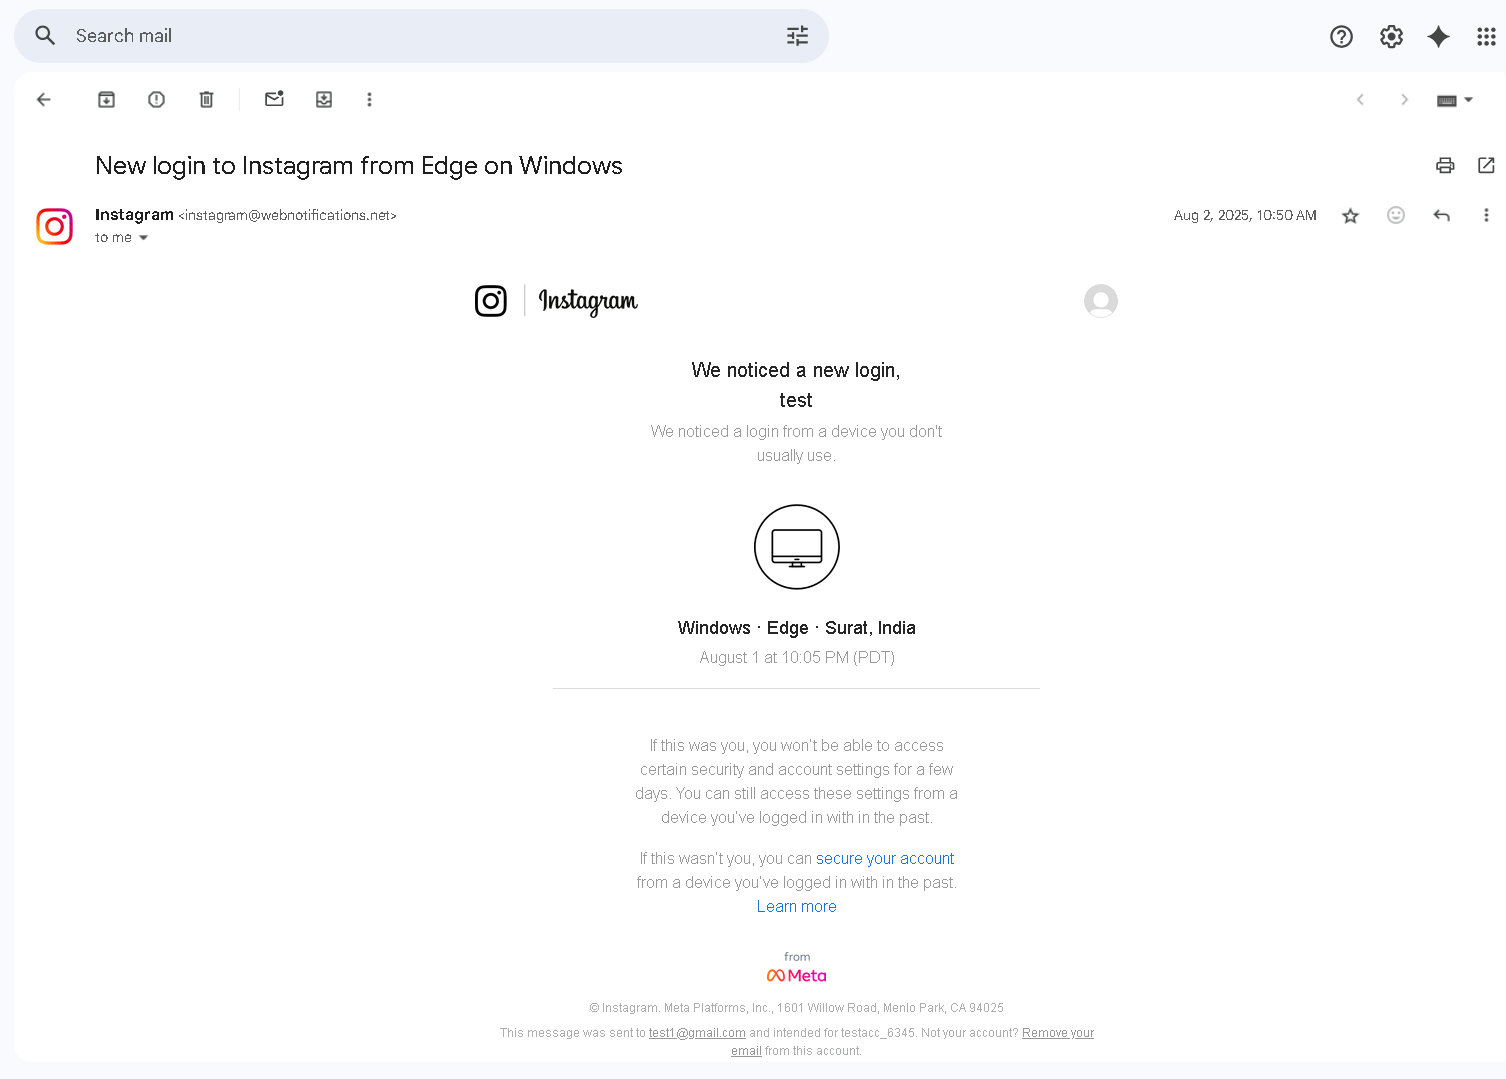 Search mail
New login to Instagram from Edge on Windows
Instagram <instagram@webnotifications.net>
Aug 2, 2025, 10:50 AM
to me
Instagram
We noticed a new login,
test
We noticed a login from a device you don't
usually use.
Windows · Edge · Surat, India
August 1 at 10:05 PM (PDT)
If this was you, you won't be able to access
certain security and account settings for a few
days. You can still access these settings from a
device you've logged in with in the past.
If this wasn't you, you can secure your account
from a device you've logged in with in the past.
Learn more
from
Meta
© Instagram. Meta Platforms, Inc., 1601 Willow Road, Menlo Park, CA 94025
This message was sent to test1@gmail.com and intended for testacc_6345. Not your account? Remove your
email from this account.